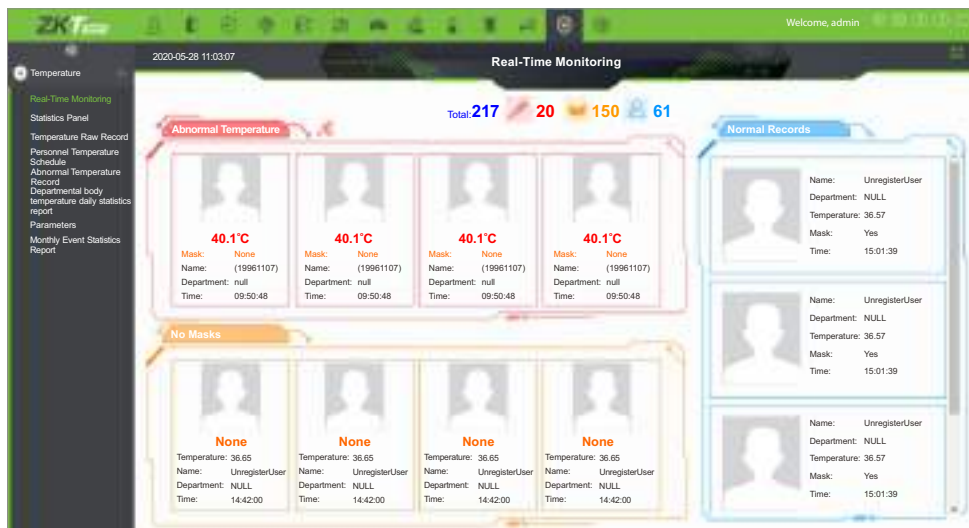 ZKTeco
Welcome, admin
2020-05-28 11:03:07
Real-Time Monitoring
Temperature
Real-Time Monitoring
Statistics Panel
Temperature Raw Record
Personnel Temperature
Schedule
Abnormal Temperature
Record
Departmental body
temperature daily statistics
report
Parameters
Monthly Event Statistics
Report
Total:217 20 150 61
Abnormal Temperature
40.1°C
Mask: None
Name: (19961107)
Department: null
Time: 09:50:48
40.1°C
Mask: None
Name: (19961107)
Department: null
Time: 09:50:48
40.1°C
Mask: None
Name: (19961107)
Department: null
Time: 09:50:48
40.1°C
Mask: None
Name: (19961107)
Department: null
Time: 09:50:48
No Masks
None
Temperature: 36.65
Name: UnregisterUser
Department: NULL
Time: 14:42:00
None
Temperature: 36.65
Name: UnregisterUser
Department: NULL
Time: 14:42:00
None
Temperature: 36.65
Name: UnregisterUser
Department: NULL
Time: 14:42:00
None
Temperature: 36.65
Name: UnregisterUser
Department: NULL
Time: 14:42:00
Normal Records
Name: UnregisterUser
Department: NULL
Temperature: 36.57
Mask: Yes
Time: 15:01:39
Name: UnregisterUser
Department: NULL
Temperature: 36.57
Mask: Yes
Time: 15:01:39
Name: UnregisterUser
Department: NULL
Temperature: 36.57
Mask: Yes
Time: 15:01:39